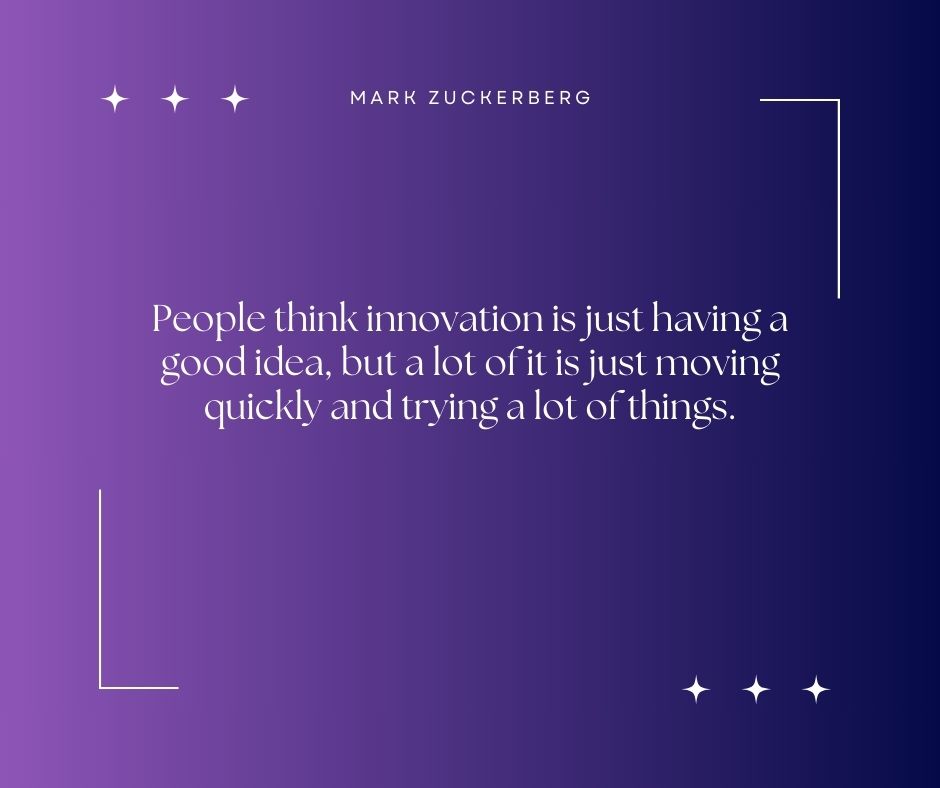 MARK ZUCKERBERG
People think innovation is just having a
good idea, but a lot of it is just moving
quickly and trying a lot of things.